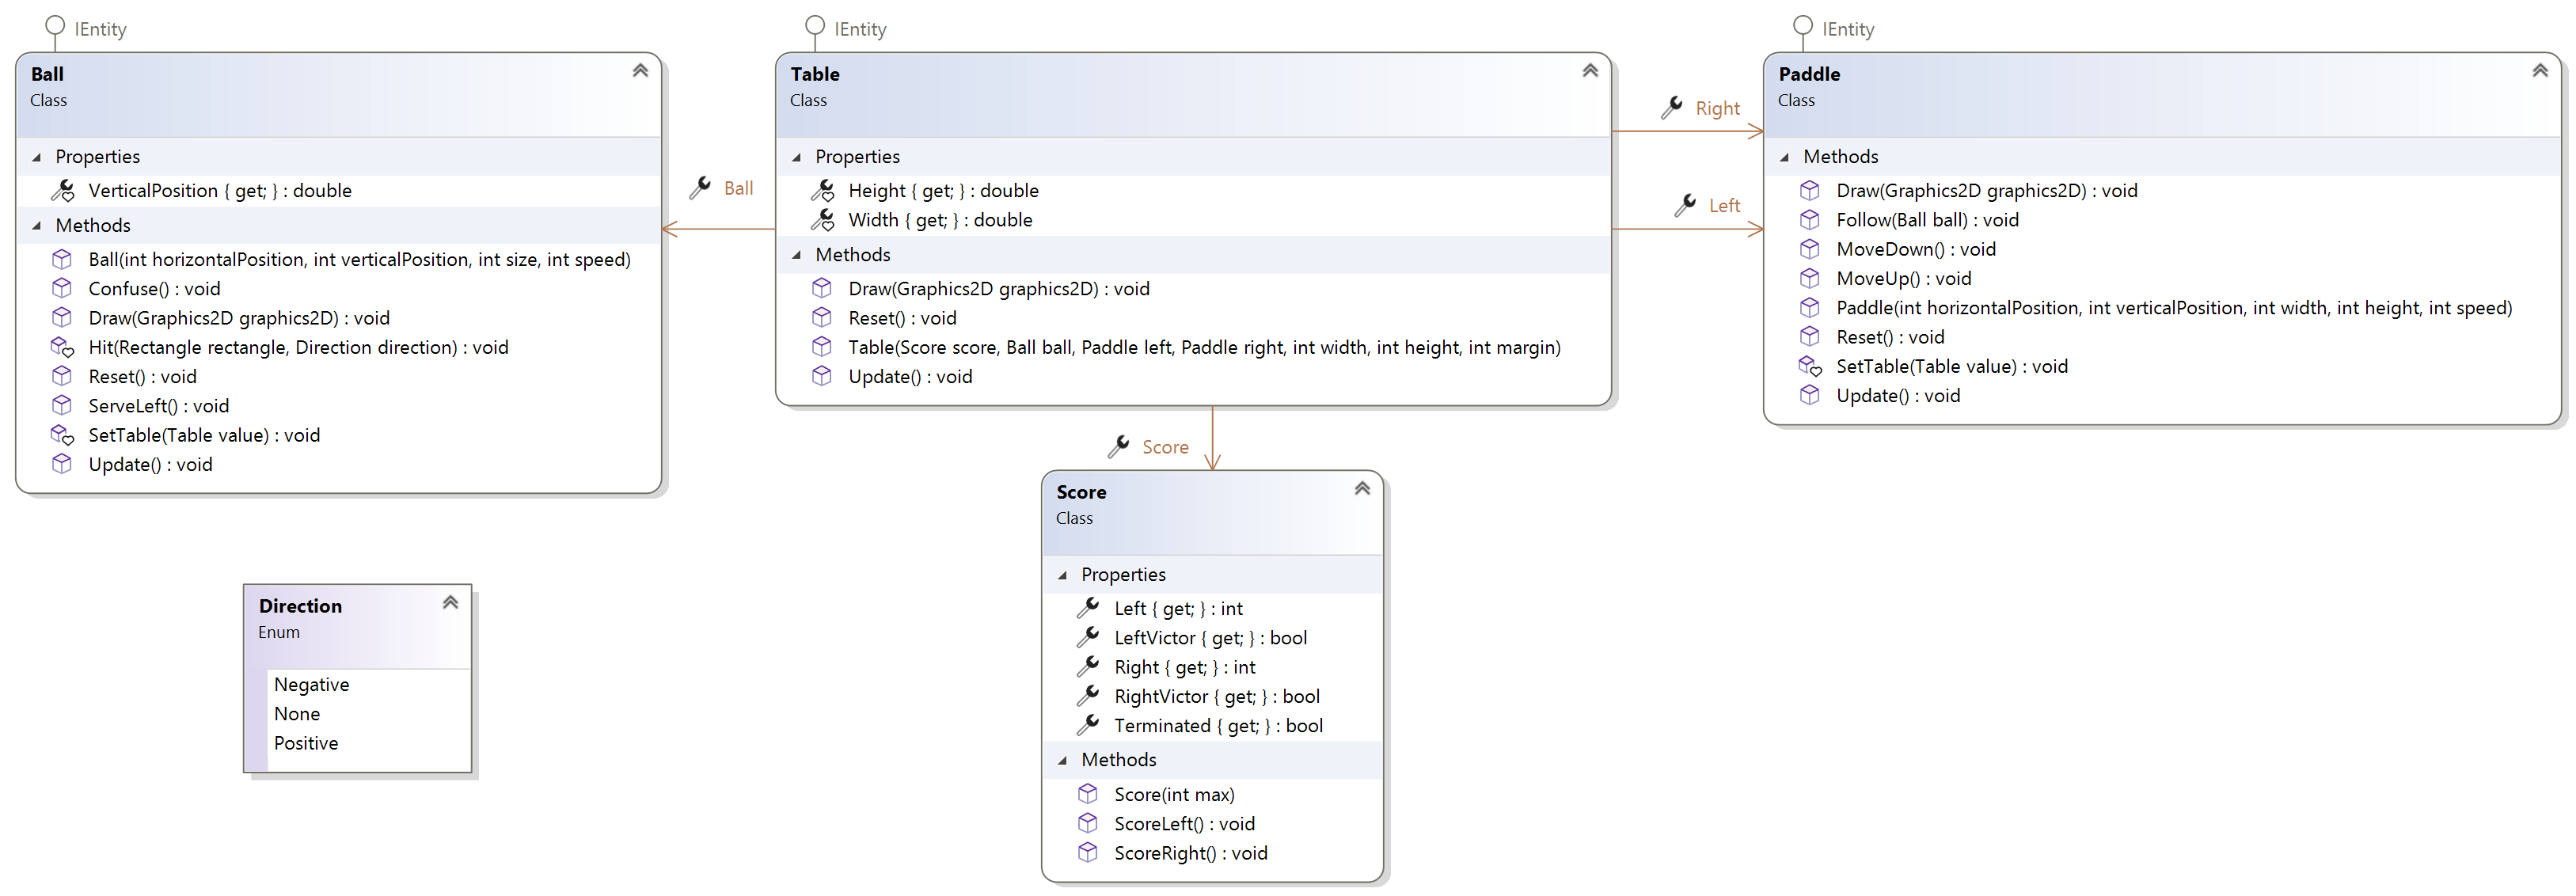 IEntity
Ball
Class
Properties
VerticalPosition { get; } : double
Methods
Ball(int horizontalPosition, int verticalPosition, int size, int speed)
Confuse() : void
Draw(Graphics2D graphics2D) : void
Hit(Rectangle rectangle, Direction direction) : void
Reset() : void
ServeLeft() : void
SetTable(Table value) : void
Update() : void
Ball
IEntity
Table
Class
Properties
Height { get; } : double
Width { get; } : double
Methods
Draw(Graphics2D graphics2D) : void
Reset() : void
Table(Score score, Ball ball, Paddle left, Paddle right, int width, int height, int margin)
Update() : void
Right
Left
IEntity
Paddle
Class
Methods
Draw(Graphics2D graphics2D) : void
Follow(Ball ball) : void
MoveDown() : void
MoveUp() : void
Paddle(int horizontalPosition, int verticalPosition, int width, int height, int speed)
Reset() : void
SetTable(Table value) : void
Update() : void
Score
Score
Class
Properties
Left { get; } : int
LeftVictor { get; } : bool
Right { get; } : int
RightVictor { get; } : bool
Terminated { get; } : bool
Methods
Score(int max)
ScoreLeft() : void
ScoreRight() : void
Direction
Enum
Negative
None
Positive